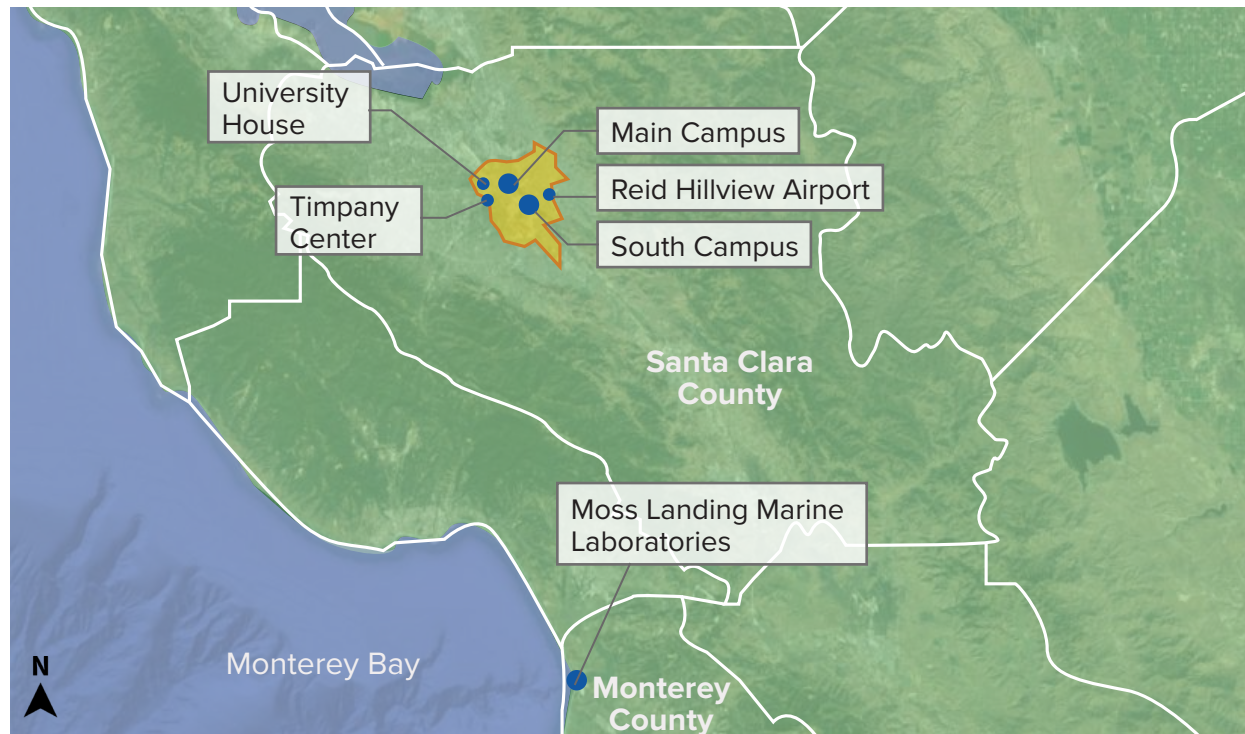 University
House
Main Campus
Reid Hillview Airport
Timpany
Center
South Campus
Santa Clara
County
Moss Landing Marine
Laboratories
Monterey Bay
N
Monterey
County